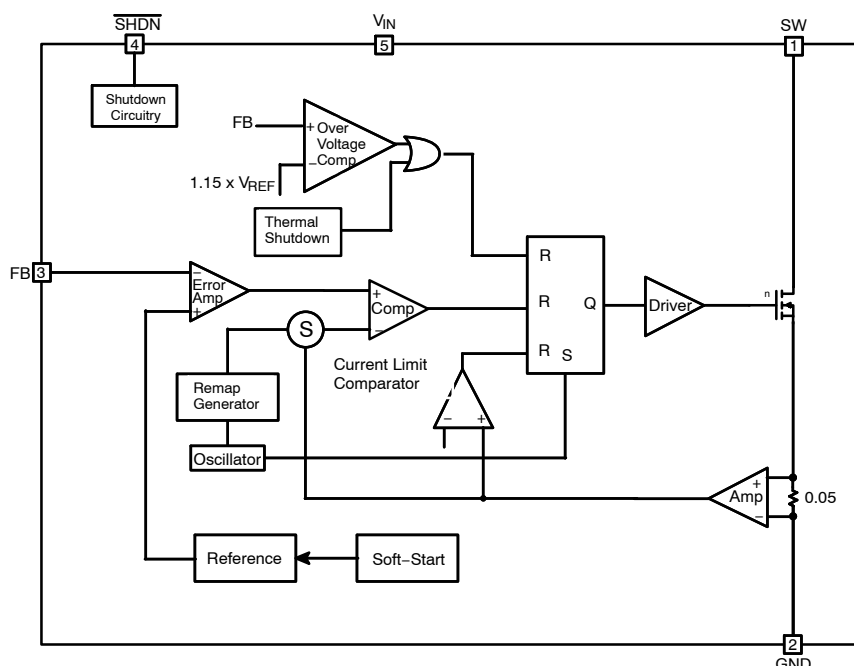 SHDN
4
VIN
5
SW
1
Shutdown
Circuitry
FB
+ Over
Voltage
− Comp
1.15 x VREF
Thermal
Shutdown
FB 3
−
Error
Amp
+
+
Comp
−
S
R
R Q
R S
Driver
n
Current Limit
Comparator
Remap
Generator
− +
Oscillator
+
Amp
−
0.05
Reference
Soft−Start
2
GND